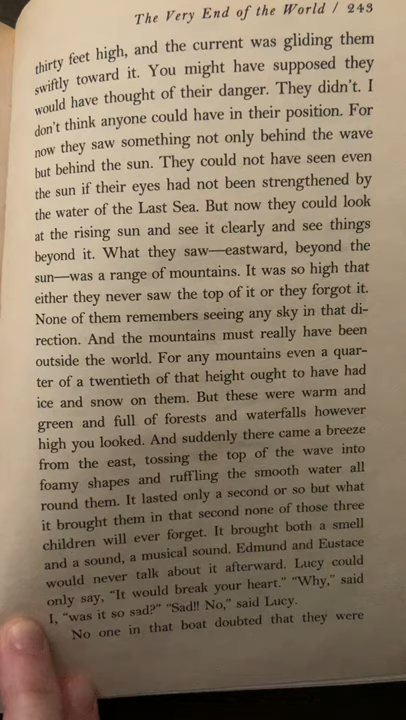 The Very End of the World / 243
thirty feet high, and the current was gliding them
swiftly toward it. You might have supposed they
would have thought of their danger. They didn't. I
don't think anyone could have in their position. For
now they saw something not only behind the wave
but behind the sun. They could not have seen even
the sun if their eyes had not been strengthened by
the water of the Last Sea. But now they could look
at the rising sun and see it clearly and see things
beyond it. What they saw—eastward, beyond the
sun—was a range of mountains. It was so high that
either they never saw the top of it or they forgot it.
None of them remembers seeing any sky in that di-
rection. And the mountains must really have been
outside the world. For any mountains even a quar-
ter of a twentieth of that height ought to have had
ice and snow on them. But these were warm and
green and full of forests and waterfalls however
high you looked. And suddenly there came a breeze
from the east, tossing the top of the wave into
foamy shapes and ruffling the smooth water all
round them. It lasted only a second or so but what
it brought them in that second none of those three
children will ever forget. It brought both a smell
and a sound, a musical sound. Edmund and Eustace
would never talk about it afterward. Lucy could
only say, "It would break your heart." "Why," said
I, "was it so sad?" "Sad!! No," said Lucy.
No one in that boat doubted that they were